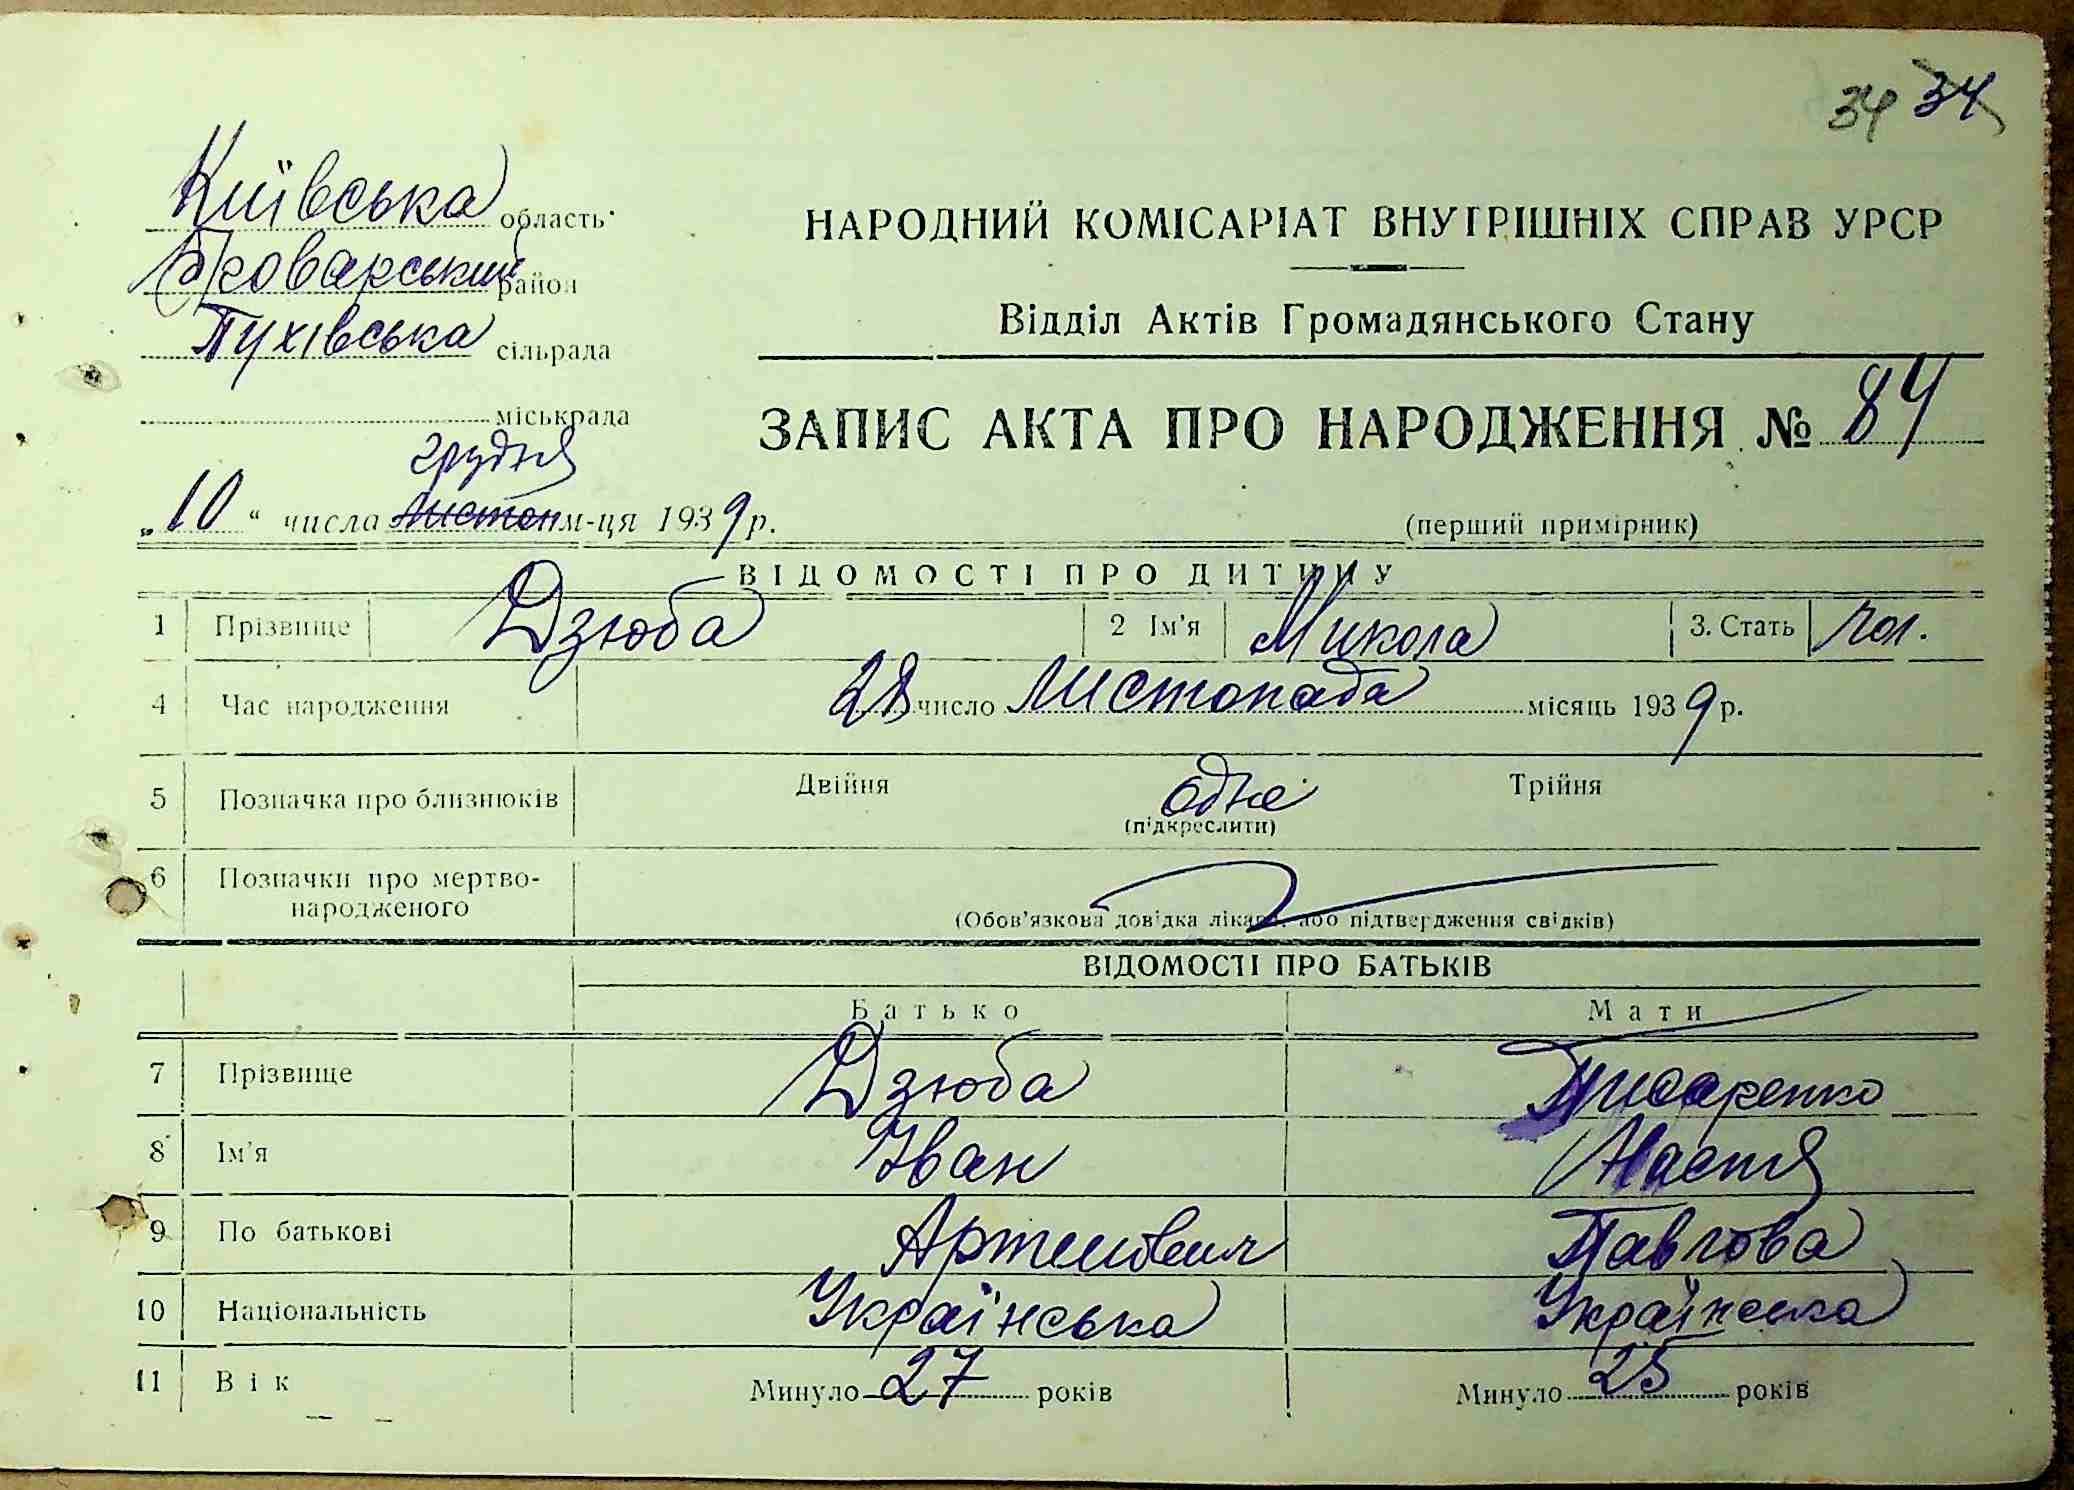 34 34
Київська область
Броварський район
Пухівська сільрада
міськрада
НАРОДНИЙ КОМІСАРІАТ ВНУТРІШНІХ СПРАВ УРСР
Відділ Актів Громадянського Стану
ЗАПИС АКТА ПРО НАРОДЖЕННЯ № 84
грудня
„10“ числа листоп м-ця 1939 р.
(перший примірник)
ВІДОМОСТІ ПРО ДИТИНУ
1 Прізвище Дзюба 2 Ім'я Микола 3. Стать чол.
4 Час народження 28 число листопада місяць 1939 р.
5 Позначка про близнюків Двійня одне Трійня
(підкреслити)
6 Позначки про мертво-
народженого
(Обов'язкова довідка лікаря або підтвердження свідків)
ВІДОМОСТІ ПРО БАТЬКІВ
Батько Мати
7 Прізвище Дзюба Писаренко
8 Ім'я Іван Настя
9 По батькові Артемович Павлова
10 Національність Українська Українська
11 Вік Минуло 27 років Минуло 25 років